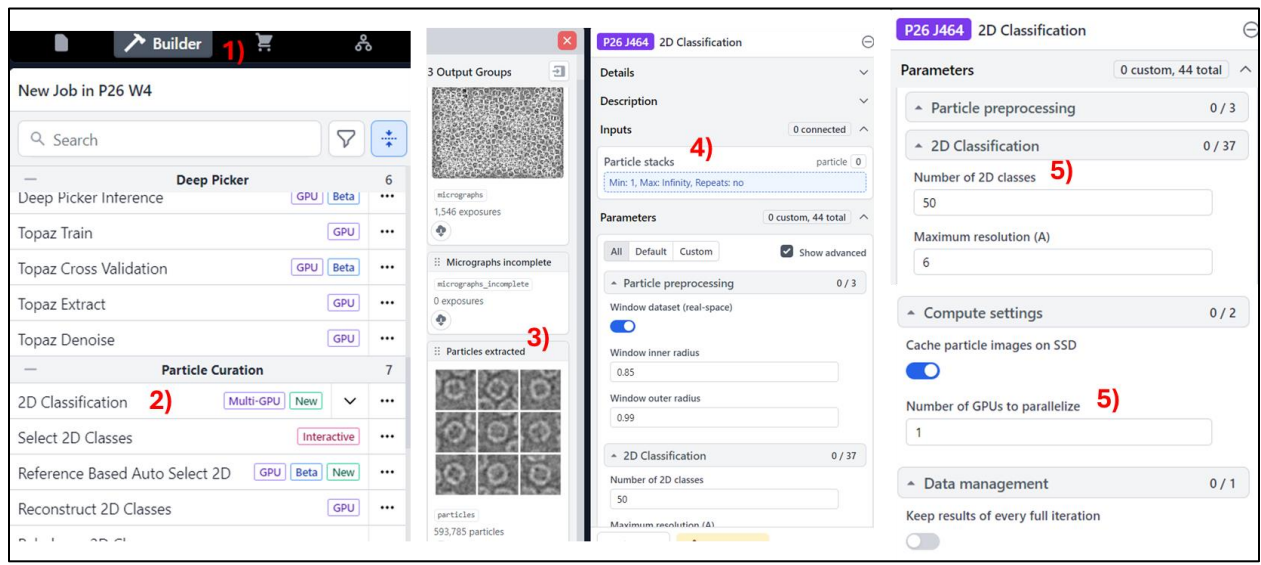 Builder
1)
New Job in P26 W4
Search
Deep Picker 6
Deep Picker Inference GPU Beta
Topaz Train GPU
Topaz Cross Validation GPU Beta
Topaz Extract GPU
Topaz Denoise GPU
Particle Curation 7
2D Classification 2) Multi-GPU New
Select 2D Classes Interactive
Reference Based Auto Select 2D GPU Beta New
Reconstruct 2D Classes GPU
3 Output Groups
micrographs
1,546 exposures
Micrographs incomplete
micrographs_incomplete
0 exposures
3)
Particles extracted
particles
593,785 particles
P26 J464 2D Classification
Details
Description
Inputs 0 connected
4)
Particle stacks particle 0
Min: 1, Max: Infinity, Repeats: no
Parameters 0 custom, 44 total
All Default Custom Show advanced
Particle preprocessing 0 / 3
Window dataset (real-space)
Window inner radius
0.85
Window outer radius
0.99
2D Classification 0 / 37
Number of 2D classes
50
Maximum resolution (A)
P26 J464 2D Classification
Parameters 0 custom, 44 total
Particle preprocessing 0 / 3
2D Classification 0 / 37
Number of 2D classes 5)
50
Maximum resolution (A)
6
Compute settings 0 / 2
Cache particle images on SSD
Number of GPUs to parallelize 5)
1
Data management 0 / 1
Keep results of every full iteration